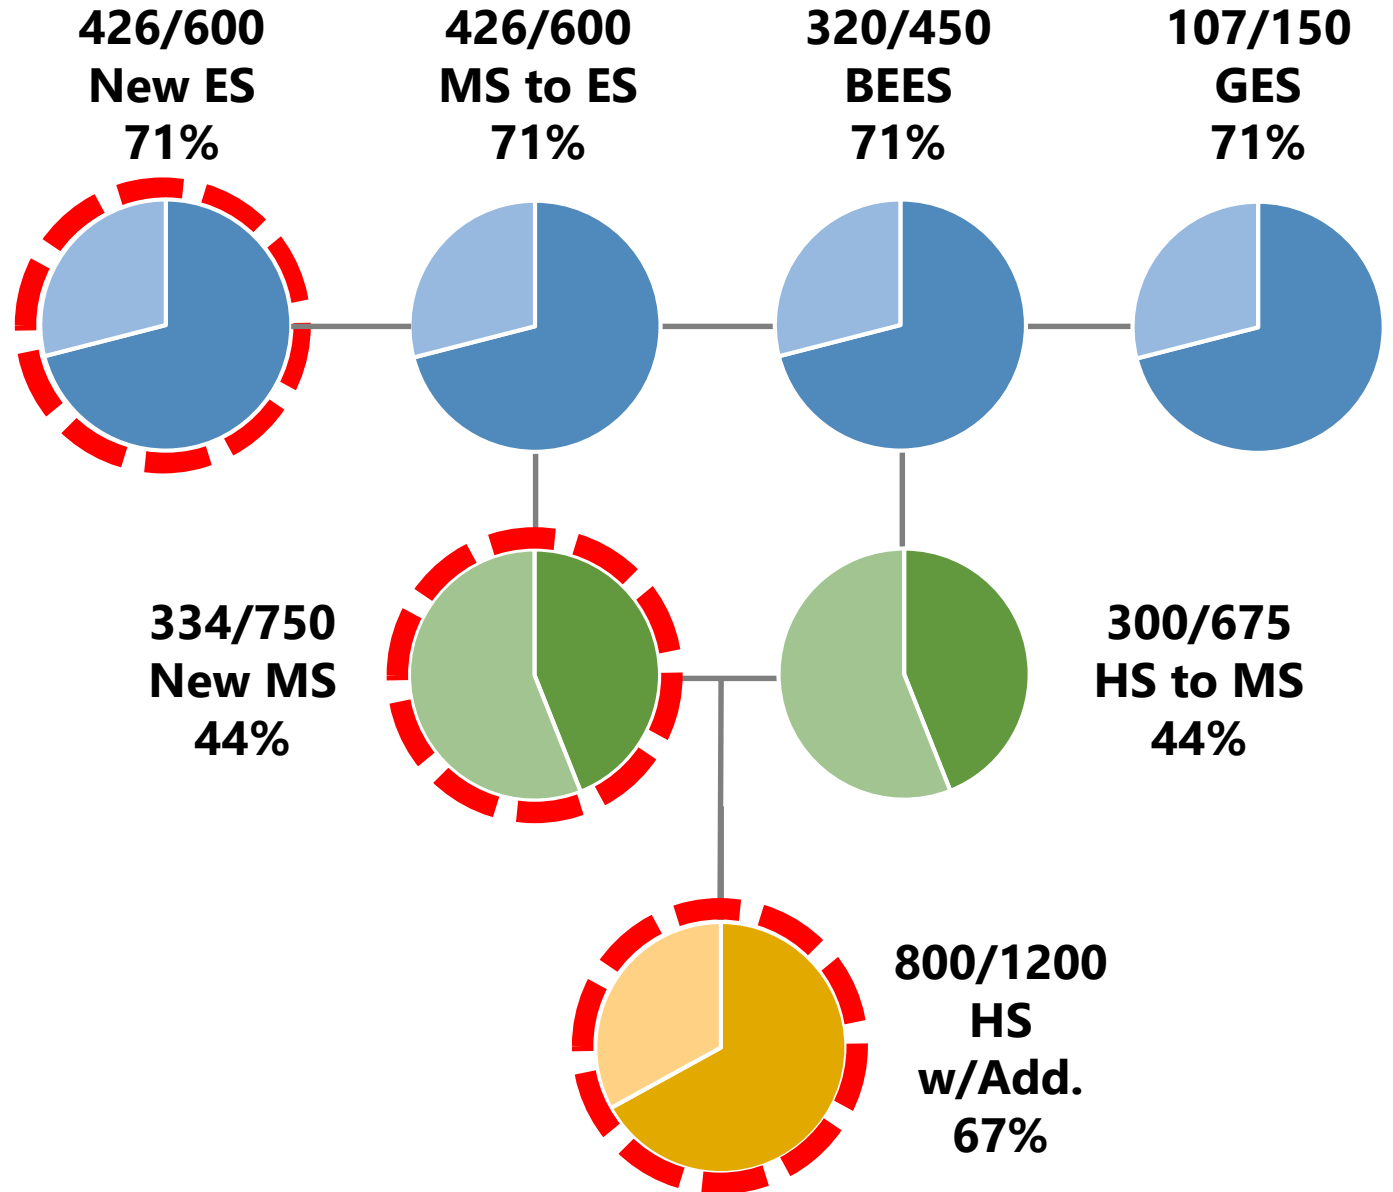 426/600
New ES
71%
426/600
MS to ES
71%
320/450
BEES
71%
107/150
GES
71%
334/750
New MS
44%
300/675
HS to MS
44%
800/1200
HS
w/Add.
67%